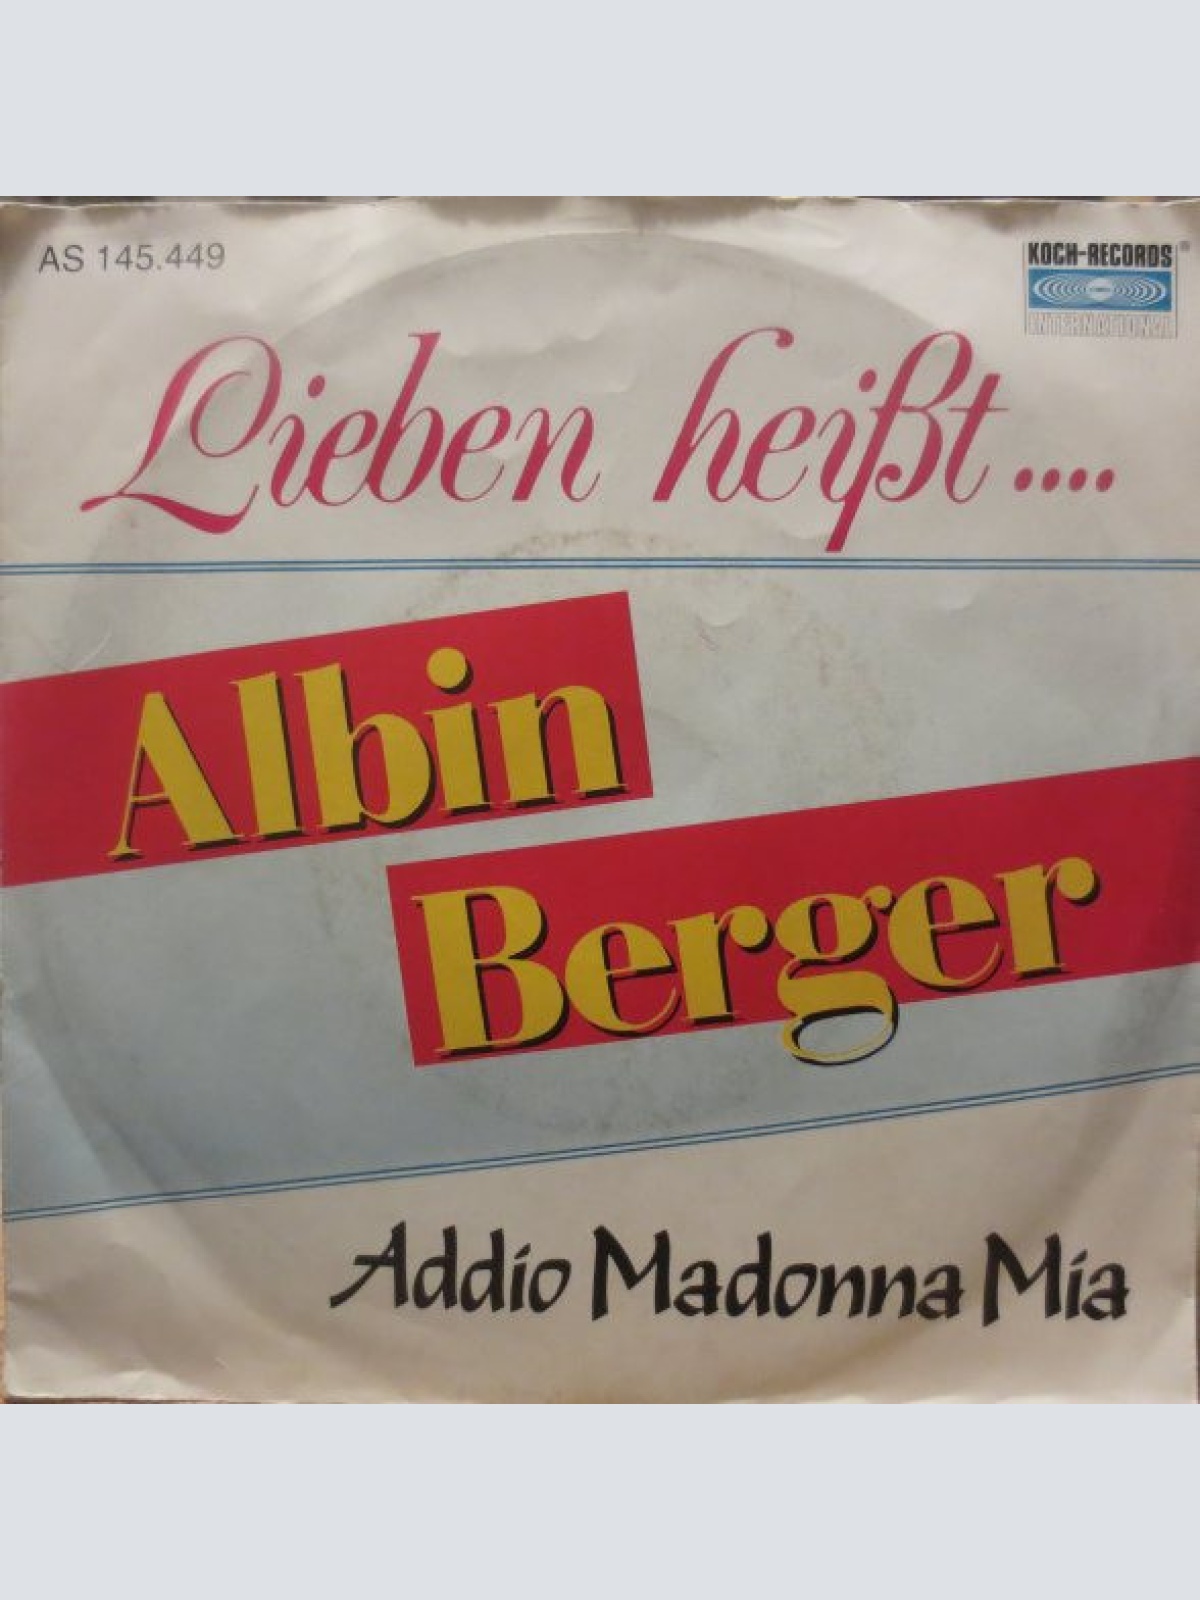 AS 145.449
KOCH-RECORDS®
INTERNATIONAL
Lieben heißt....
Albin
Berger
Addio Madonna Mia